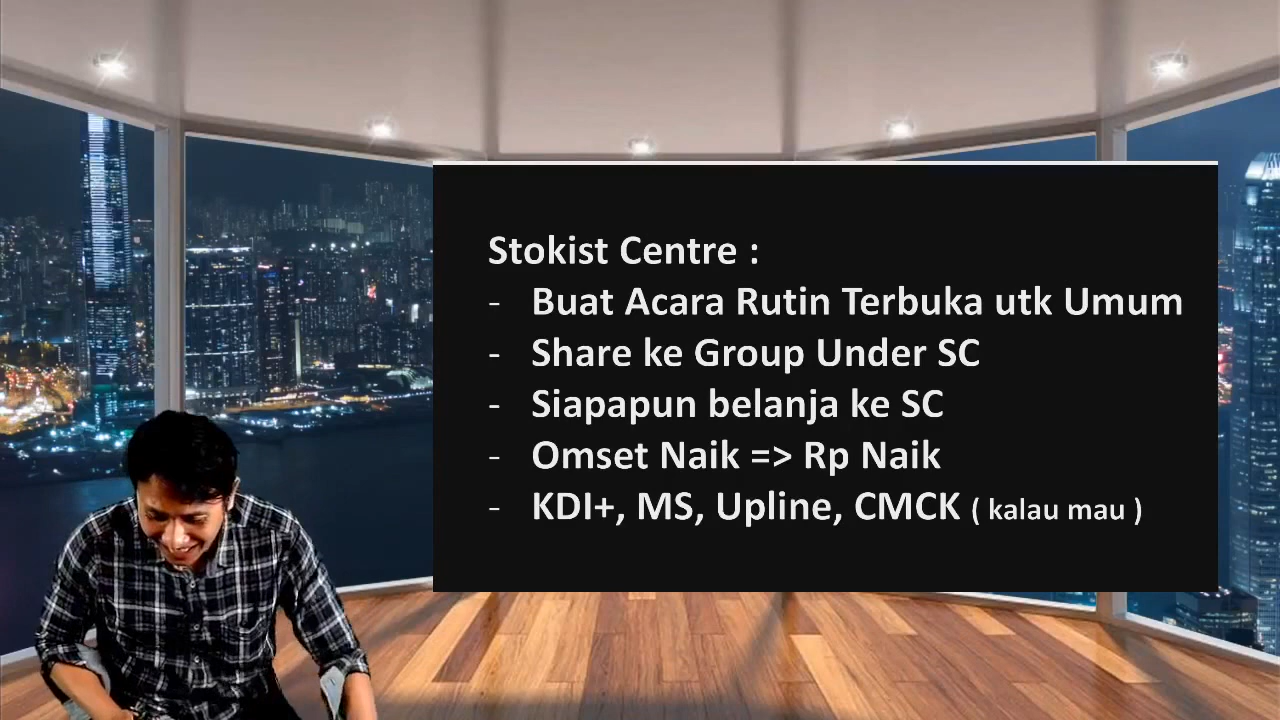 Stokist Centre :
- Buat Acara Rutin Terbuka utk Umum
- Share ke Group Under SC
- Siapapun belanja ke SC
- Omset Naik => Rp Naik
- KDI+, MS, Upline, CMCK ( kalau mau )